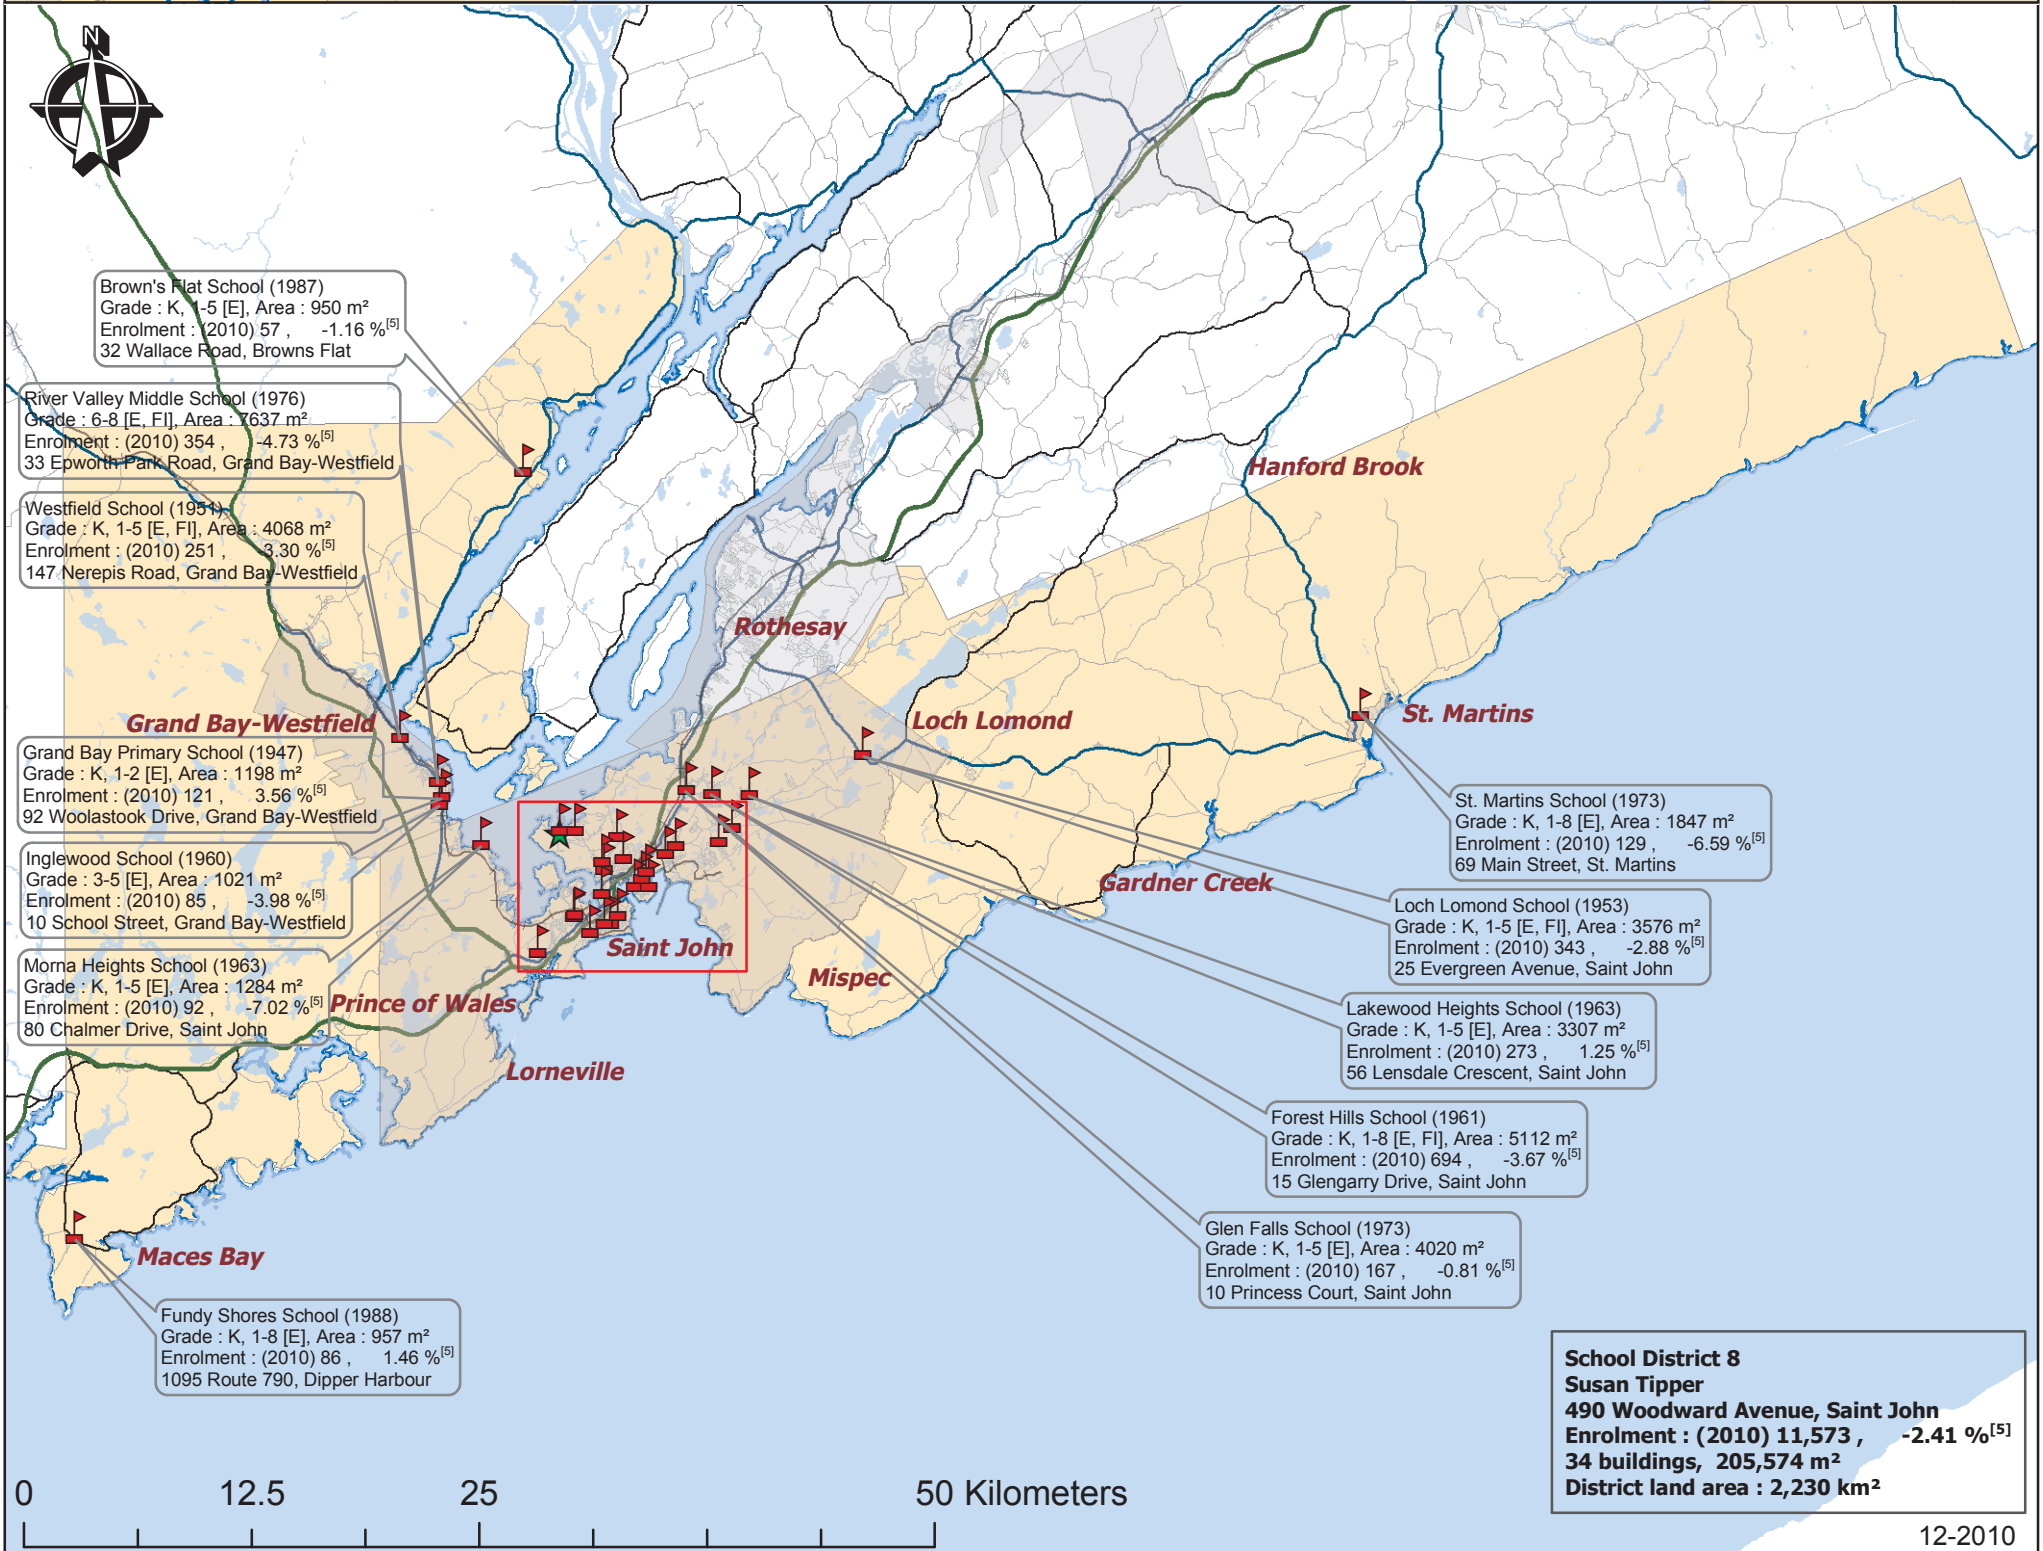 N
Brown's Flat School (1987)
Grade : K, 1-5 [E], Area : 950 m²
Enrolment : (2010) 57 , -1.16 %[5]
32 Wallace Road, Browns Flat
River Valley Middle School (1976)
Grade : 6-8 [E, FI], Area : 7637 m²
Enrolment : (2010) 354 , -4.73 %[5]
33 Epworth Park Road, Grand Bay-Westfield
Westfield School (1951)
Grade : K, 1-5 [E, FI], Area : 4068 m²
Enrolment : (2010) 251 , -3.30 %[5]
147 Nerepis Road, Grand Bay-Westfield
Hanford Brook
Rothesay
Grand Bay-Westfield
Loch Lomond
St. Martins
Grand Bay Primary School (1947)
Grade : K, 1-2 [E], Area : 1198 m²
Enrolment : (2010) 121 , 3.56 %[5]
92 Woolastook Drive, Grand Bay-Westfield
Inglewood School (1960)
Grade : 3-5 [E], Area : 1021 m²
Enrolment : (2010) 85 , -3.98 %[5]
10 School Street, Grand Bay-Westfield
Morna Heights School (1963)
Grade : K, 1-5 [E], Area : 1284 m²
Enrolment : (2010) 92 , -7.02 %[5]
80 Chalmer Drive, Saint John
St. Martins School (1973)
Grade : K, 1-8 [E], Area : 1847 m²
Enrolment : (2010) 129 , -6.59 %[5]
69 Main Street, St. Martins
Gardner Creek
Loch Lomond School (1953)
Grade : K, 1-5 [E, FI], Area : 3576 m²
Enrolment : (2010) 343 , -2.88 %[5]
25 Evergreen Avenue, Saint John
Saint John
Mispec
Prince of Wales
Lorneville
Lakewood Heights School (1963)
Grade : K, 1-5 [E], Area : 3307 m²
Enrolment : (2010) 273 , 1.25 %[5]
56 Lensdale Crescent, Saint John
Forest Hills School (1961)
Grade : K, 1-8 [E, FI], Area : 5112 m²
Enrolment : (2010) 694 , -3.67 %[5]
15 Glengarry Drive, Saint John
Glen Falls School (1973)
Grade : K, 1-5 [E], Area : 4020 m²
Enrolment : (2010) 167 , -0.81 %[5]
10 Princess Court, Saint John
Maces Bay
Fundy Shores School (1988)
Grade : K, 1-8 [E], Area : 957 m²
Enrolment : (2010) 86 , 1.46 %[5]
1095 Route 790, Dipper Harbour
School District 8
Susan Tipper
490 Woodward Avenue, Saint John
Enrolment : (2010) 11,573 , -2.41 %[5]
34 buildings, 205,574 m²
District land area : 2,230 km²
0 12.5 25 50 Kilometers
12-2010